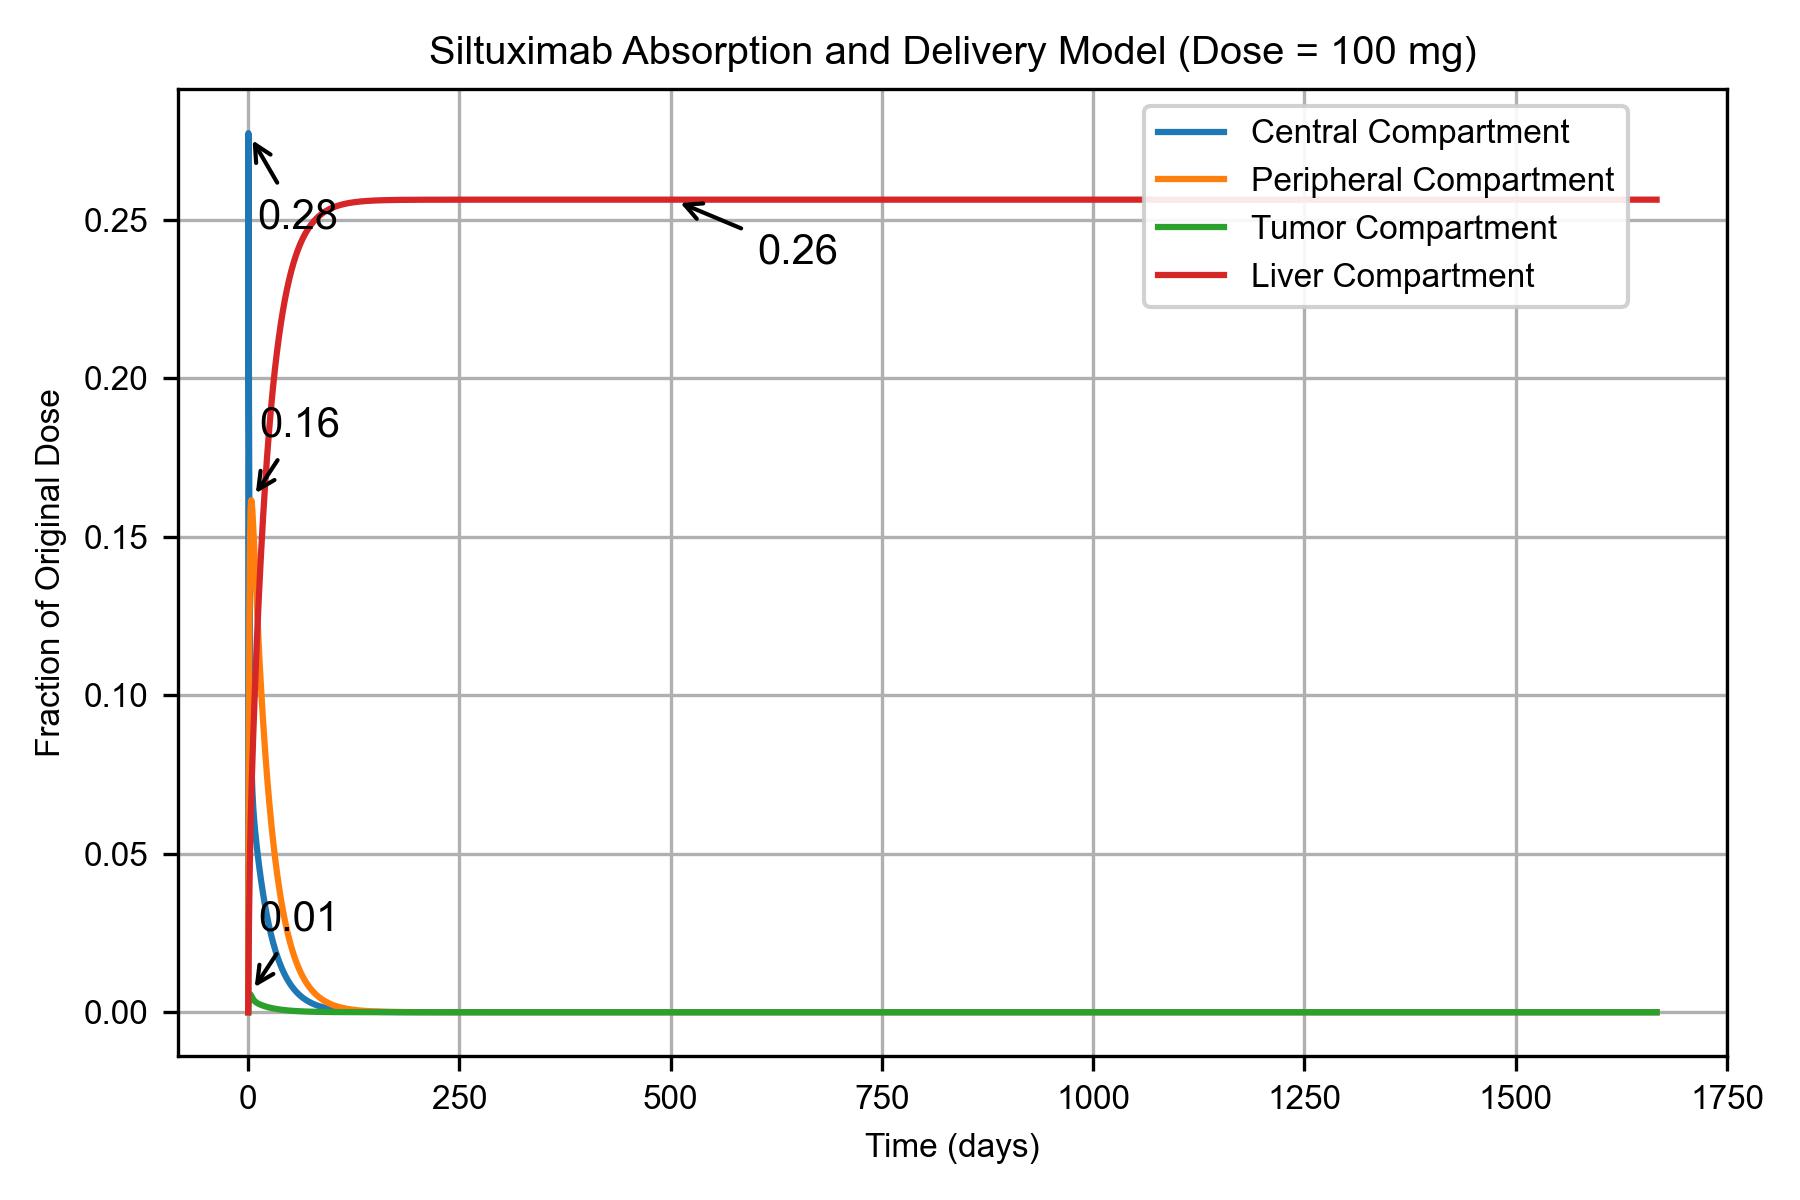 Siltuximab Absorption and Delivery Model (Dose = 100 mg)
Central Compartment
Peripheral Compartment
Tumor Compartment
Liver Compartment
0.28
0.26
0.16
0.01
Fraction of Original Dose
0.25
0.20
0.15
0.10
0.05
0.00
0 250 500 750 1000 1250 1500 1750
Time (days)